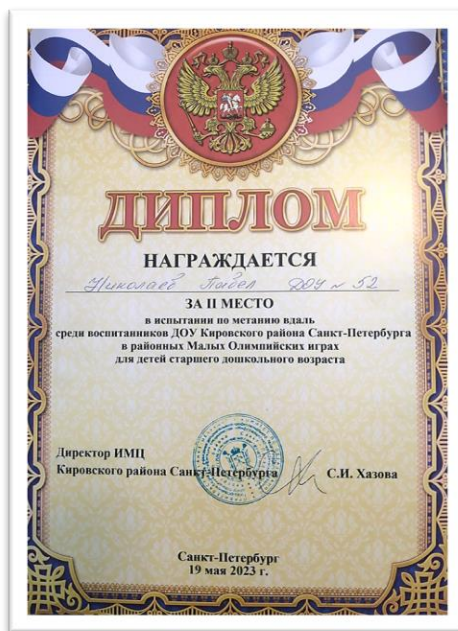 ДИПЛОМ
НАГРАЖДАЕТСЯ
Николаев Павел ДОУ № 52
ЗА II МЕСТО
в испытании по метанию вдаль
среди воспитанников ДОУ Кировского района Санкт-Петербурга
в районных Малых Олимпийских играх
для детей старшего дошкольного возраста
Директор ИМЦ
Кировского района Санкт-Петербурга С.И. Хазова
Санкт-Петербург
19 мая 2023 г.